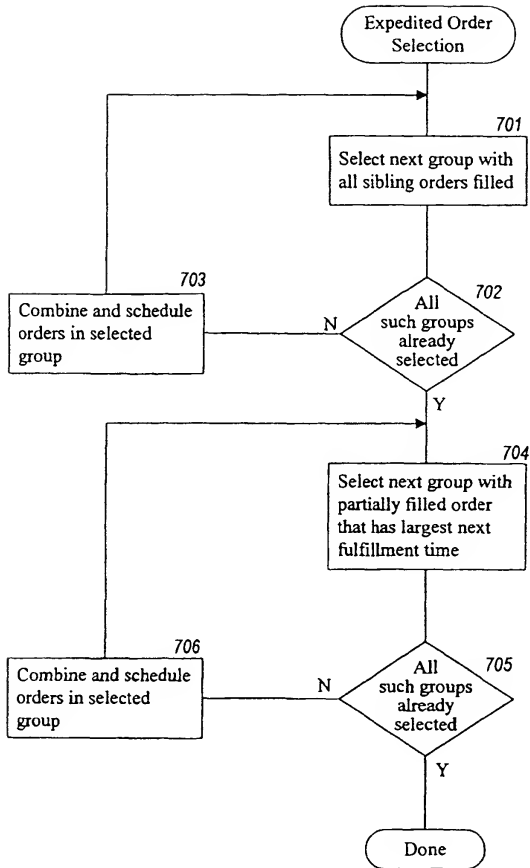 Expedited Order
Selection
701
Select next group with
all sibling orders filled
703
Combine and schedule
orders in selected
group
702
All
such groups
already
selected
N
Y
704
Select next group with
partially filled order
that has largest next
fulfillment time
706
Combine and schedule
orders in selected
group
705
All
such groups
already
selected
N
Y
Done